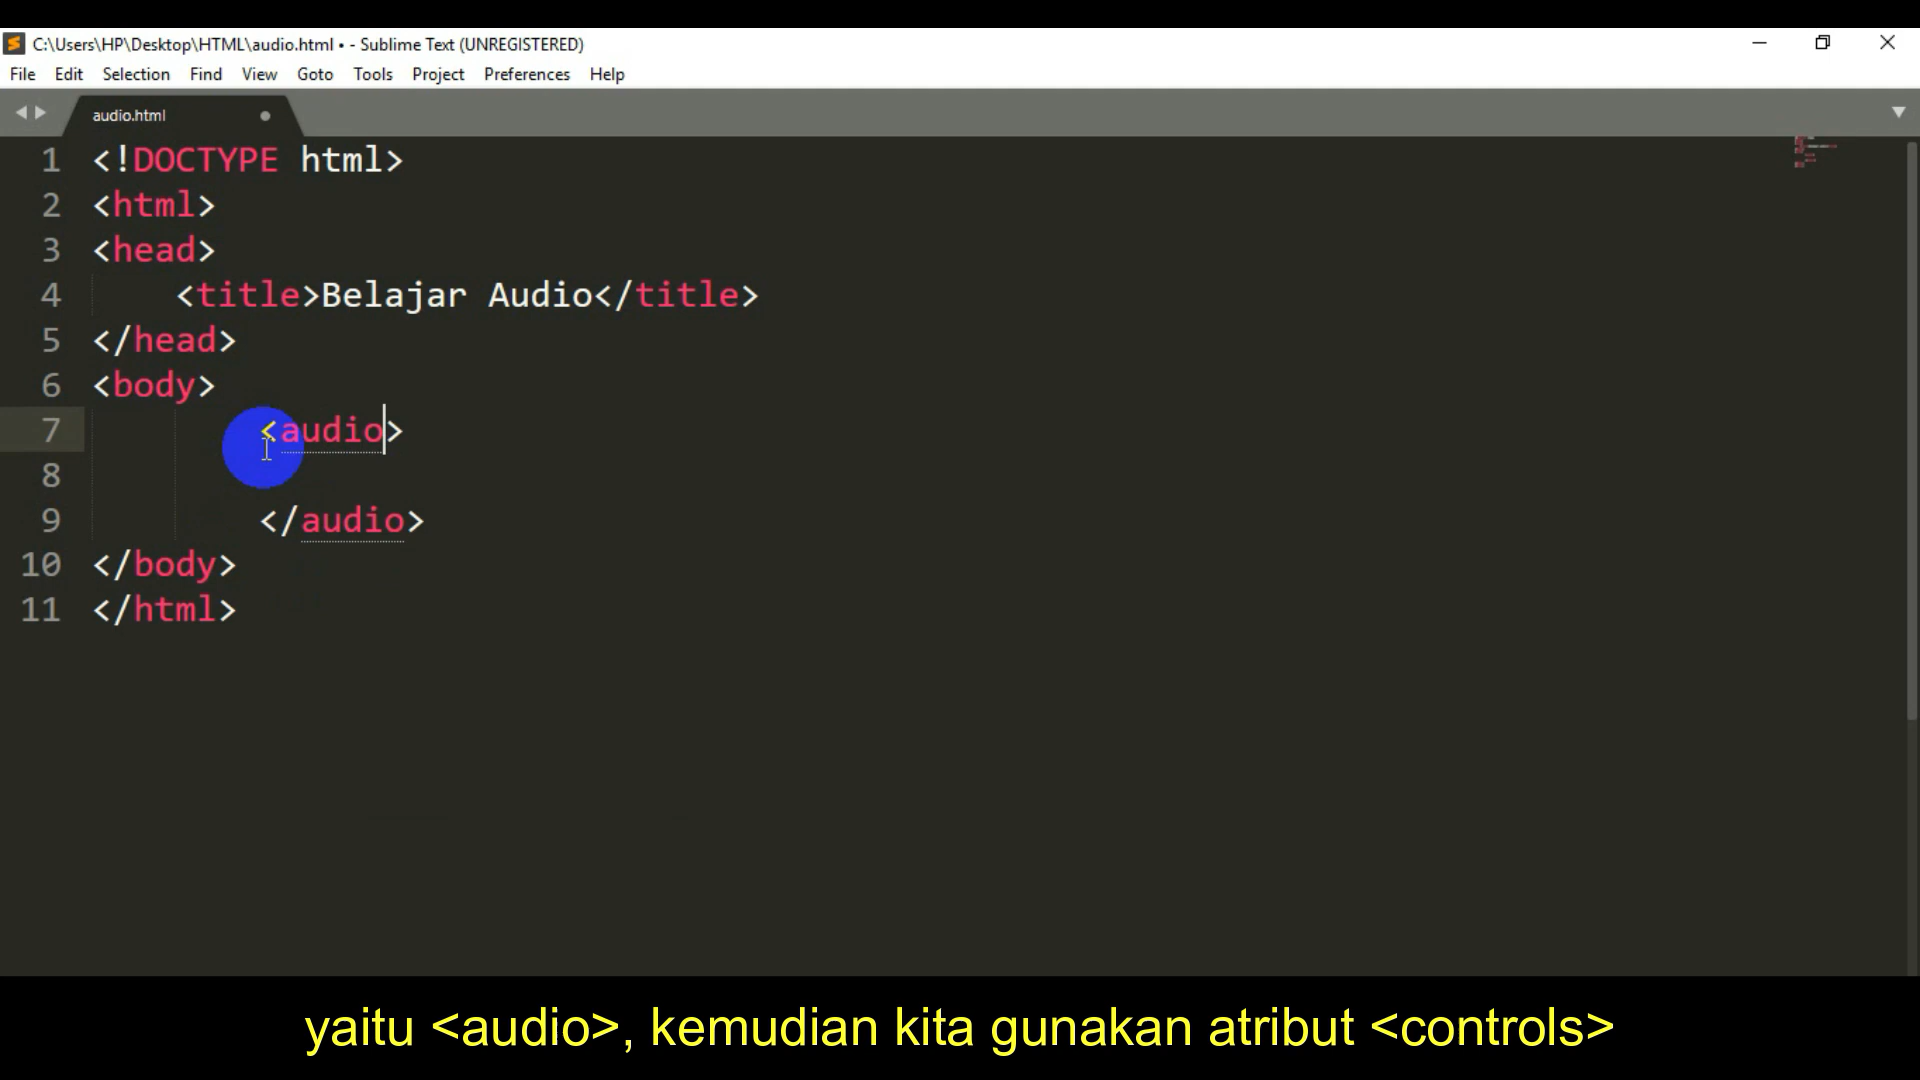 C:\Users\HP\Desktop\HTML\audio.html • - Sublime Text (UNREGISTERED)
File Edit Selection Find View Goto Tools Project Preferences Help
audio.html
1 <!DOCTYPE html>
2 <html>
3 <head>
4 <title>Belajar Audio</title>
5 </head>
6 <body>
7 <audio>
8
9 </audio>
10 </body>
11 </html>
yaitu <audio>, kemudian kita gunakan atribut <controls>